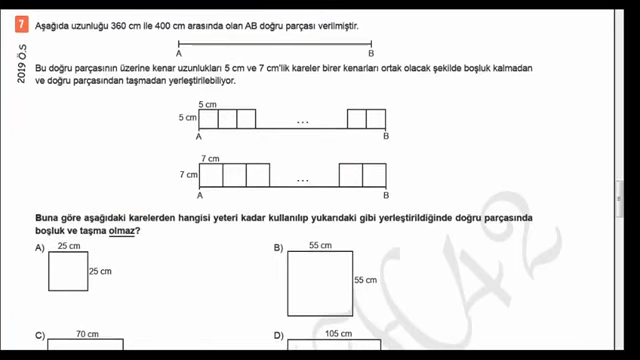 7 Aşağıda uzunluğu 360 cm ile 400 cm arasında olan AB doğru parçası verilmiştir.
2019 Ö.S
A B
Bu doğru parçasının üzerine kenar uzunlukları 5 cm ve 7 cm'lik kareler birer kenarları ortak olacak şekilde boşluk kalmadan
ve doğru parçasından taşmadan yerleştirilebiliyor.
5 cm
5 cm ...
A B
7 cm
7 cm ...
A B
Buna göre aşağıdaki karelerden hangisi yeteri kadar kullanılıp yukarıdaki gibi yerleştirildiğinde doğru parçasında
boşluk ve taşma olmaz?
A) 25 cm
25 cm
B) 55 cm
55 cm
C) 70 cm
D) 105 cm